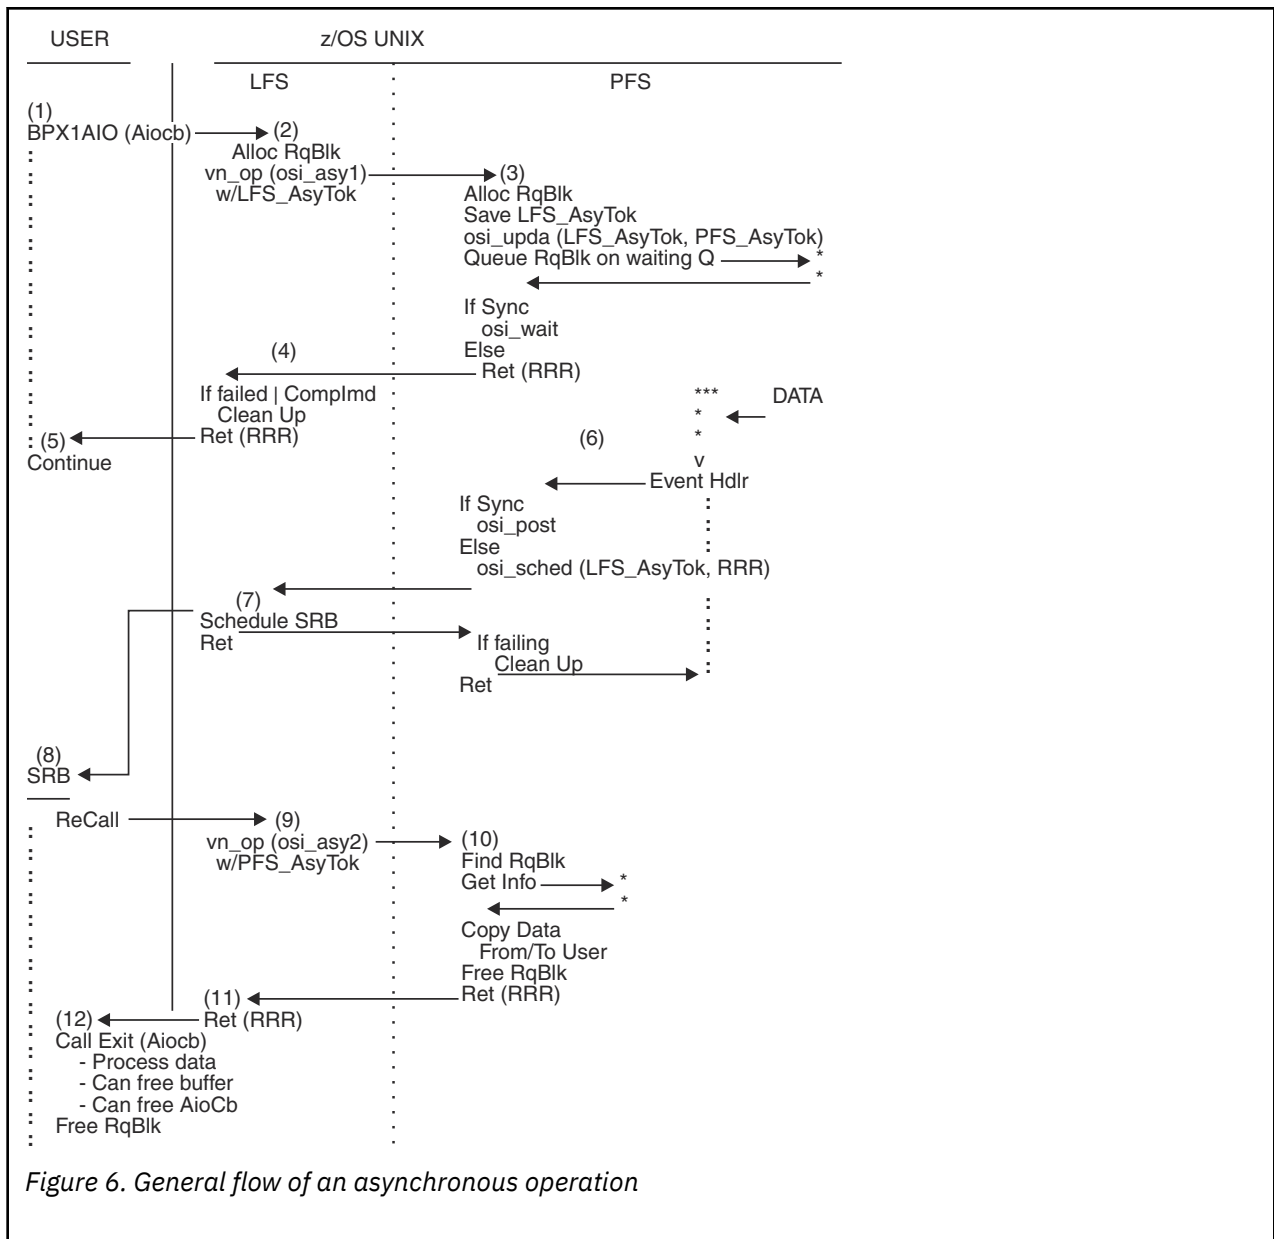 USER z/OS UNIX
LFS PFS
(1)
BPX1AIO (Aiocb) (2)
Alloc RqBlk
vn_op (osi_asy1) (3)
w/LFS_AsyTok Alloc RqBlk
Save LFS_AsyTok
osi_upda (LFS_AsyTok, PFS_AsyTok)
Queue RqBlk on waiting Q *
*
If Sync
osi_wait
(4) Else
Ret (RRR)
If failed | CompImd *** DATA
Clean Up *
(5) Ret (RRR) (6) *
Continue v
Event Hdlr
If Sync
osi_post
Else
osi_sched (LFS_AsyTok, RRR)
(7)
Schedule SRB
Ret If failing
Clean Up
Ret
(8)
SRB
ReCall (9)
vn_op (osi_asy2) (10)
w/PFS_AsyTok Find RqBlk
Get Info *
*
Copy Data
From/To User
Free RqBlk
(11) Ret (RRR)
(12) Ret (RRR)
Call Exit (Aiocb)
- Process data
- Can free buffer
- Can free AioCb
Free RqBlk
Figure 6. General flow of an asynchronous operation